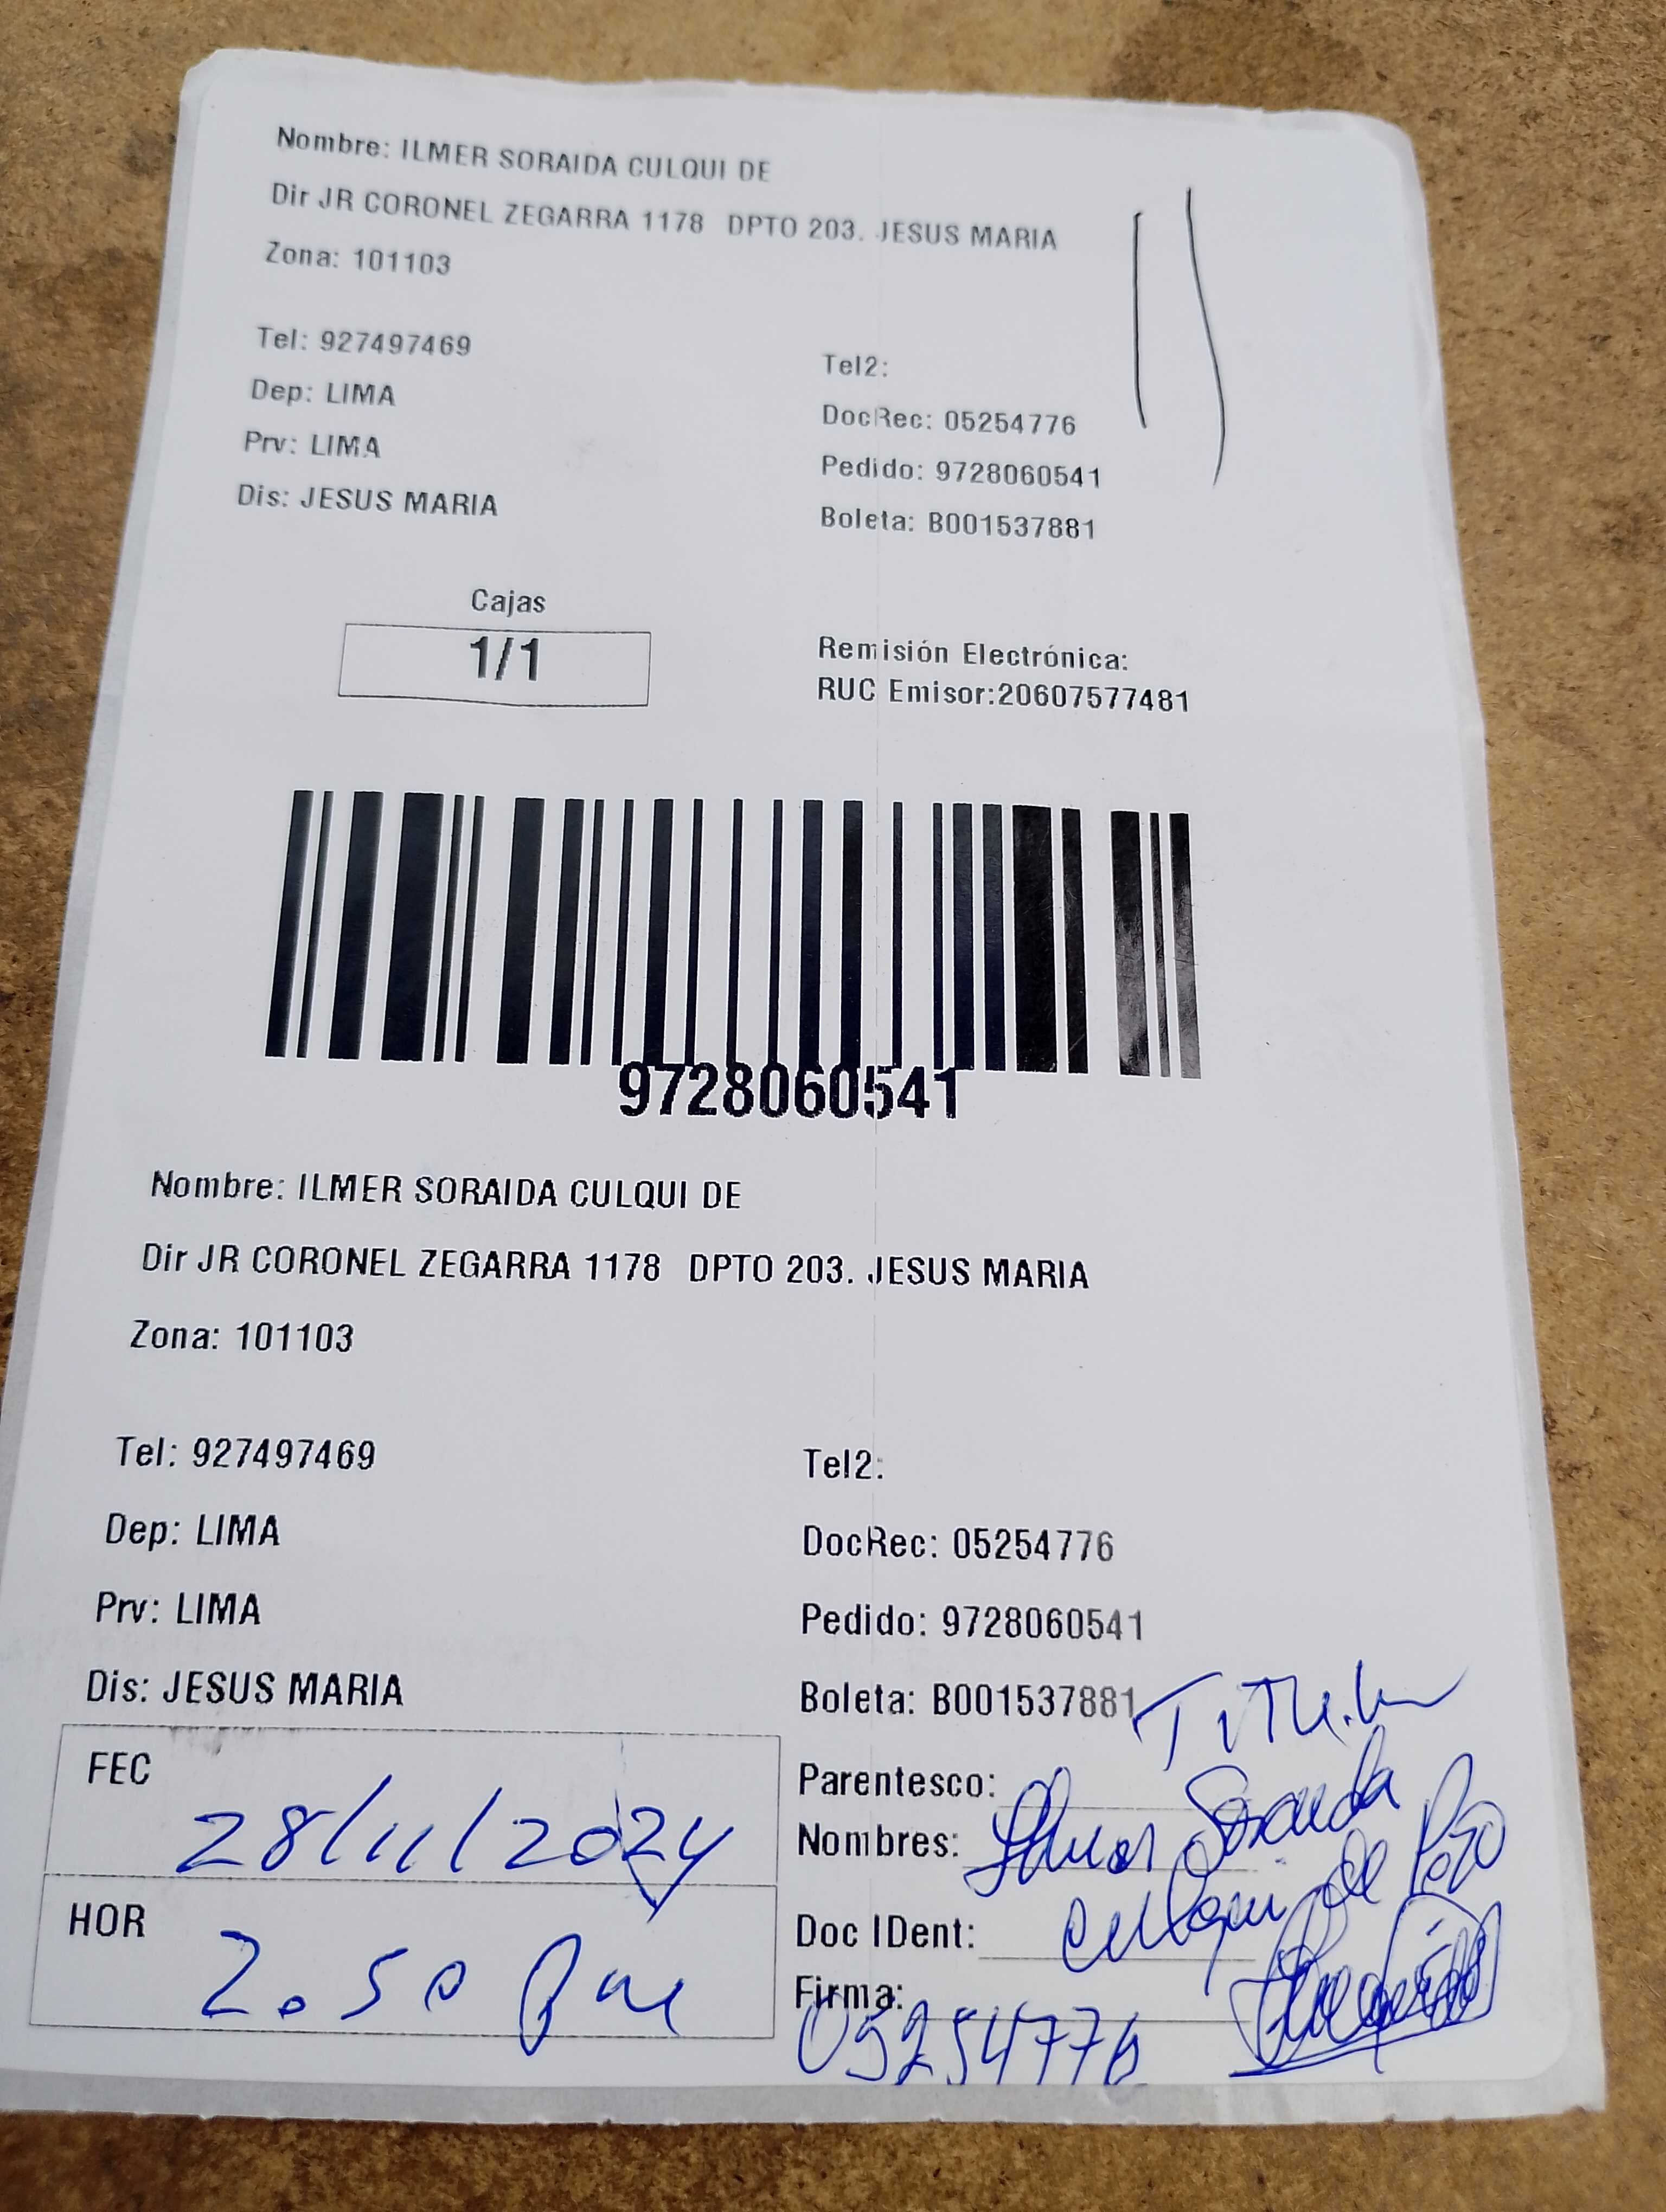 Nombre: ILMER SORAIDA CULQUI DE
Dir JR CORONEL ZEGARRA 1178 DPTO 203. JESUS MARIA
Zona: 101103
Tel: 927497469
Tel2:
Dep: LIMA
DocRec: 05254776
Prv: LIMA
Pedido: 9728060541
Dis: JESUS MARIA
Boleta: B001537881
Cajas
1/1
Remisión Electrónica:
RUC Emisor:20607577481
9728060541
Nombre: ILMER SORAIDA CULQUI DE
Dir JR CORONEL ZEGARRA 1178 DPTO 203. JESUS MARIA
Zona: 101103
Tel: 927497469
Tel2:
Dep: LIMA
DocRec: 05254776
Prv: LIMA
Pedido: 9728060541
Dis: JESUS MARIA
Boleta: B001537881
FEC
28/11/2024
HOR
2.50 pm
Parentesco:
Nombres: Ilmer Soraida
Culqui de
Doc IDent:
Firma:
05254776